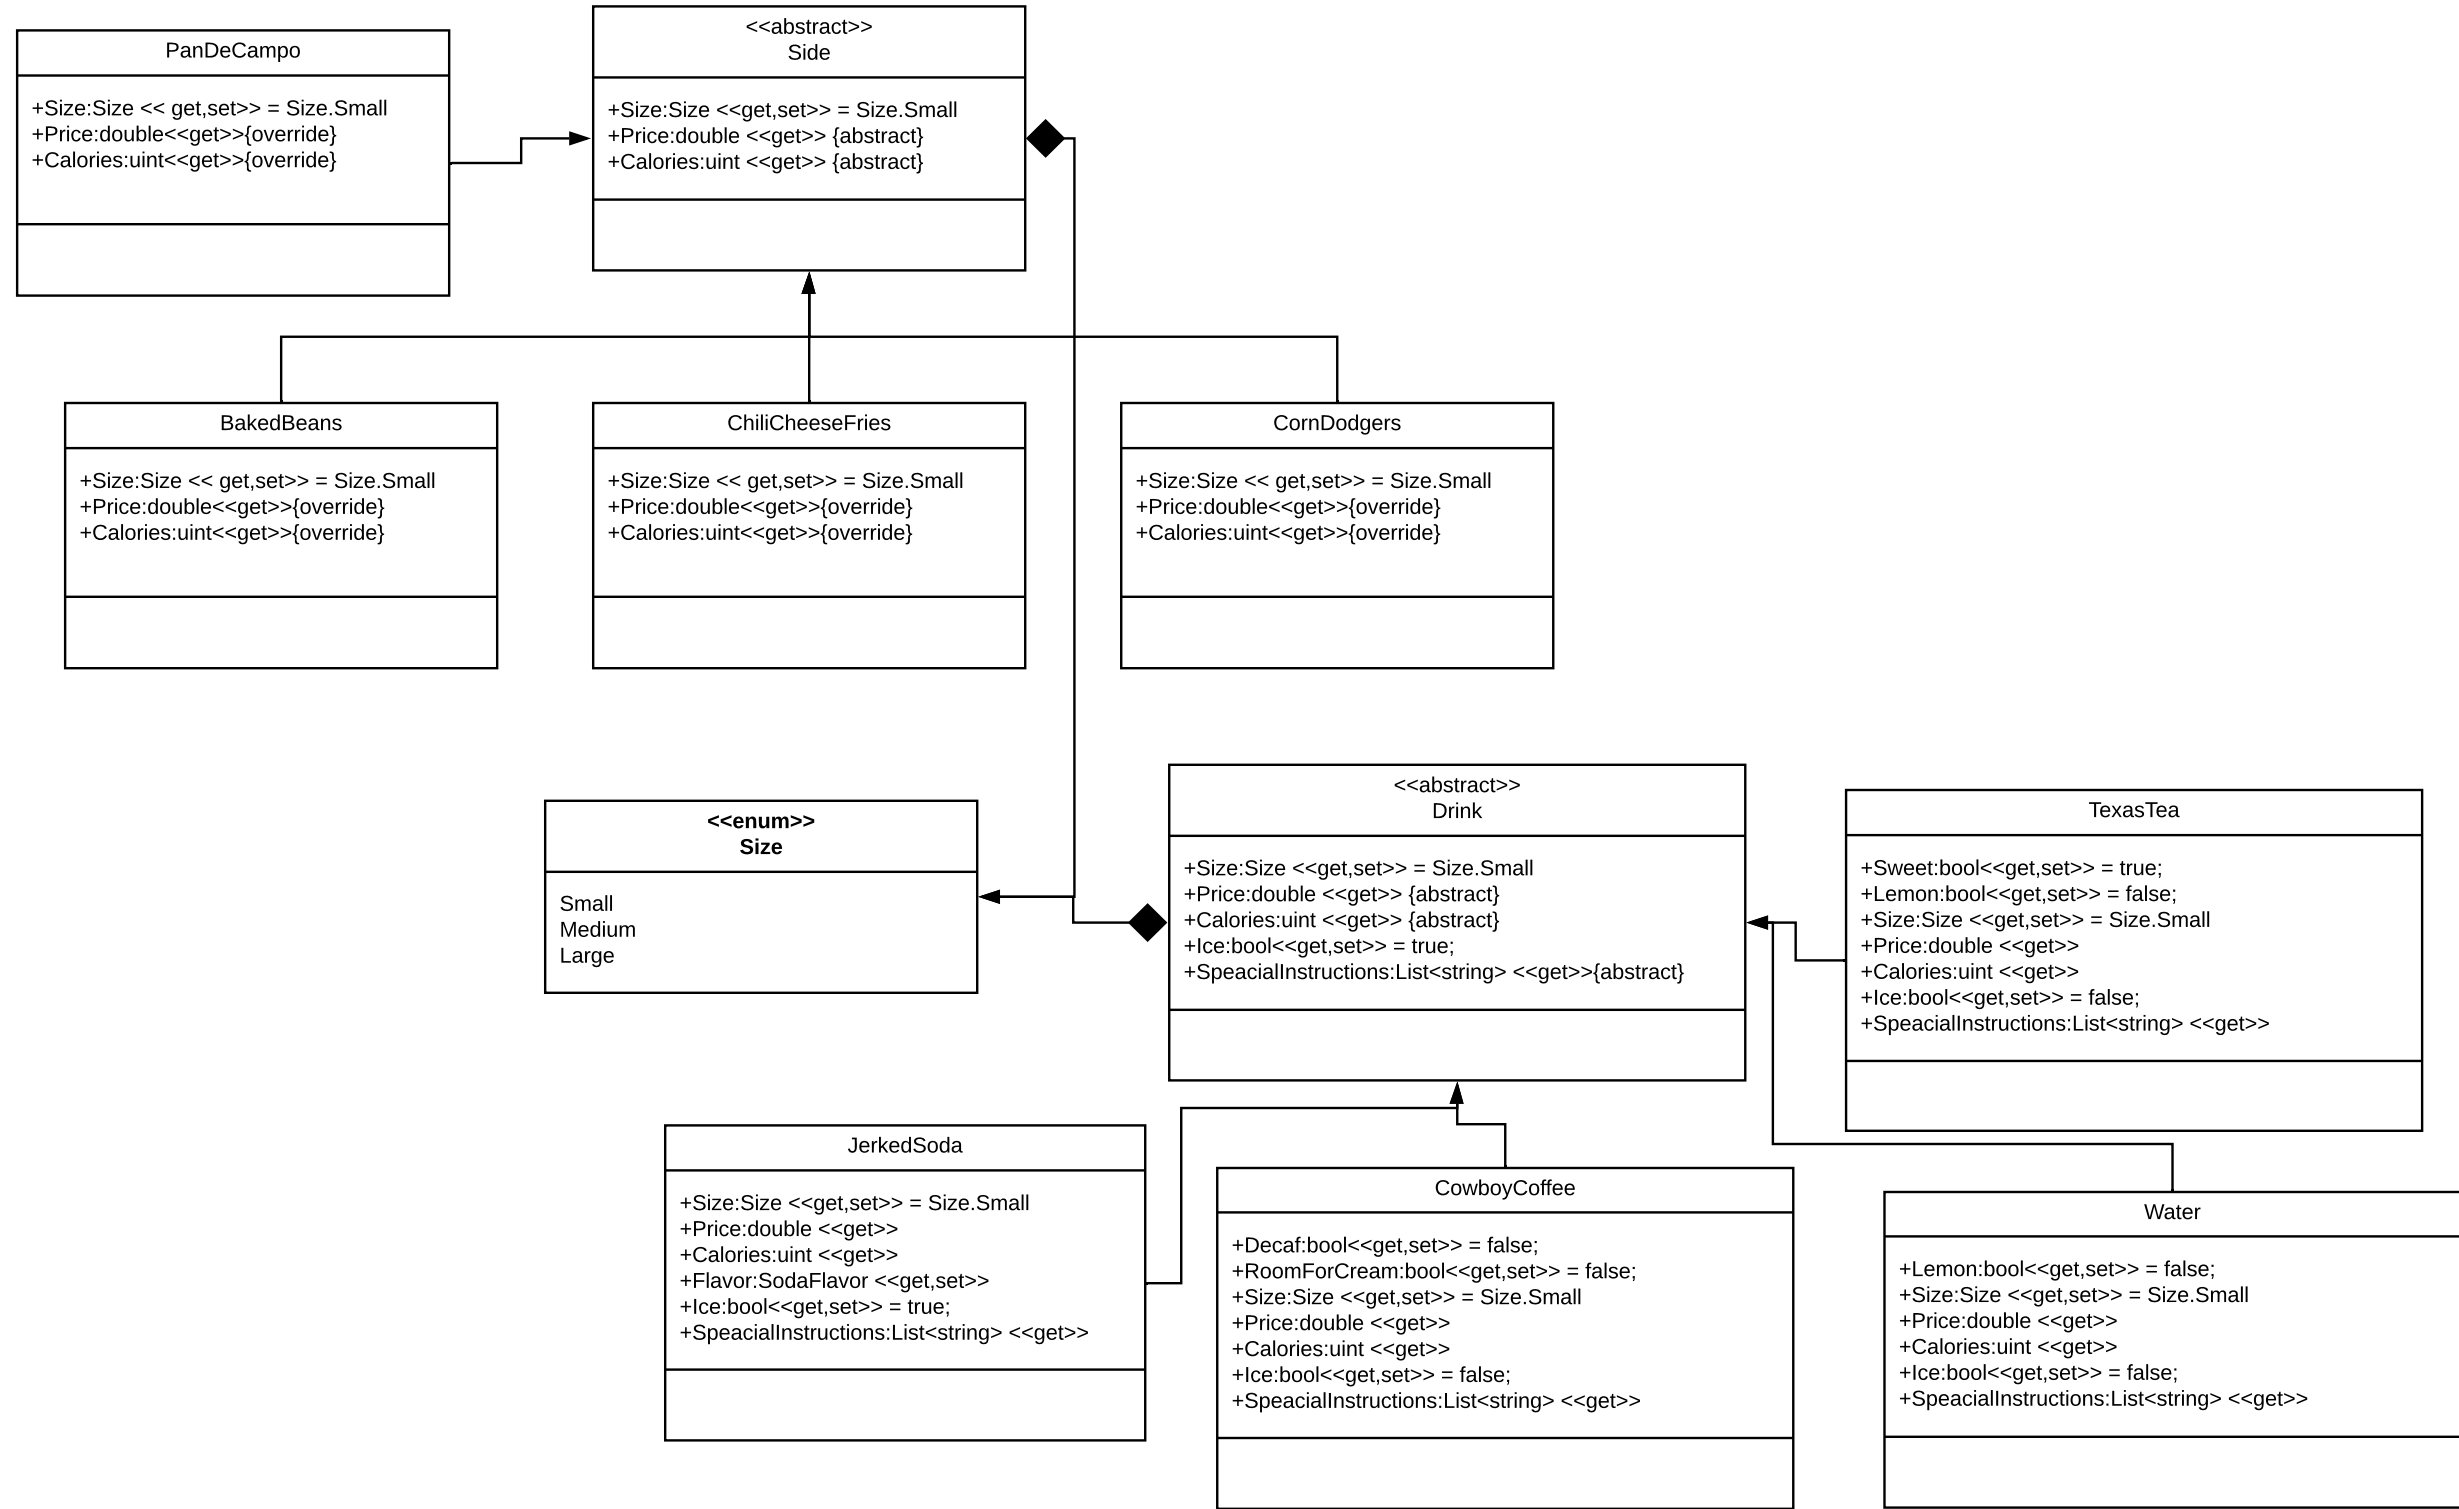 PanDeCampo
+Size:Size << get,set>> = Size.Small
+Price:double<<get>>{override}
+Calories:uint<<get>>{override}
<<abstract>>
Side
+Size:Size <<get,set>> = Size.Small
+Price:double <<get>> {abstract}
+Calories:uint <<get>> {abstract}
BakedBeans
+Size:Size << get,set>> = Size.Small
+Price:double<<get>>{override}
+Calories:uint<<get>>{override}
ChiliCheeseFries
+Size:Size << get,set>> = Size.Small
+Price:double<<get>>{override}
+Calories:uint<<get>>{override}
CornDodgers
+Size:Size << get,set>> = Size.Small
+Price:double<<get>>{override}
+Calories:uint<<get>>{override}
<<enum>>
Size
Small
Medium
Large
<<abstract>>
Drink
+Size:Size <<get,set>> = Size.Small
+Price:double <<get>> {abstract}
+Calories:uint <<get>> {abstract}
+Ice:bool<<get,set>> = true;
+SpeacialInstructions:List<string> <<get>>{abstract}
TexasTea
+Sweet:bool<<get,set>> = true;
+Lemon:bool<<get,set>> = false;
+Size:Size <<get,set>> = Size.Small
+Price:double <<get>>
+Calories:uint <<get>>
+Ice:bool<<get,set>> = false;
+SpeacialInstructions:List<string> <<get>>
JerkedSoda
+Size:Size <<get,set>> = Size.Small
+Price:double <<get>>
+Calories:uint <<get>>
+Flavor:SodaFlavor <<get,set>>
+Ice:bool<<get,set>> = true;
+SpeacialInstructions:List<string> <<get>>
CowboyCoffee
+Decaf:bool<<get,set>> = false;
+RoomForCream:bool<<get,set>> = false;
+Size:Size <<get,set>> = Size.Small
+Price:double <<get>>
+Calories:uint <<get>>
+Ice:bool<<get,set>> = false;
+SpeacialInstructions:List<string> <<get>>
Water
+Lemon:bool<<get,set>> = false;
+Size:Size <<get,set>> = Size.Small
+Price:double <<get>>
+Calories:uint <<get>>
+Ice:bool<<get,set>> = false;
+SpeacialInstructions:List<string> <<get>>